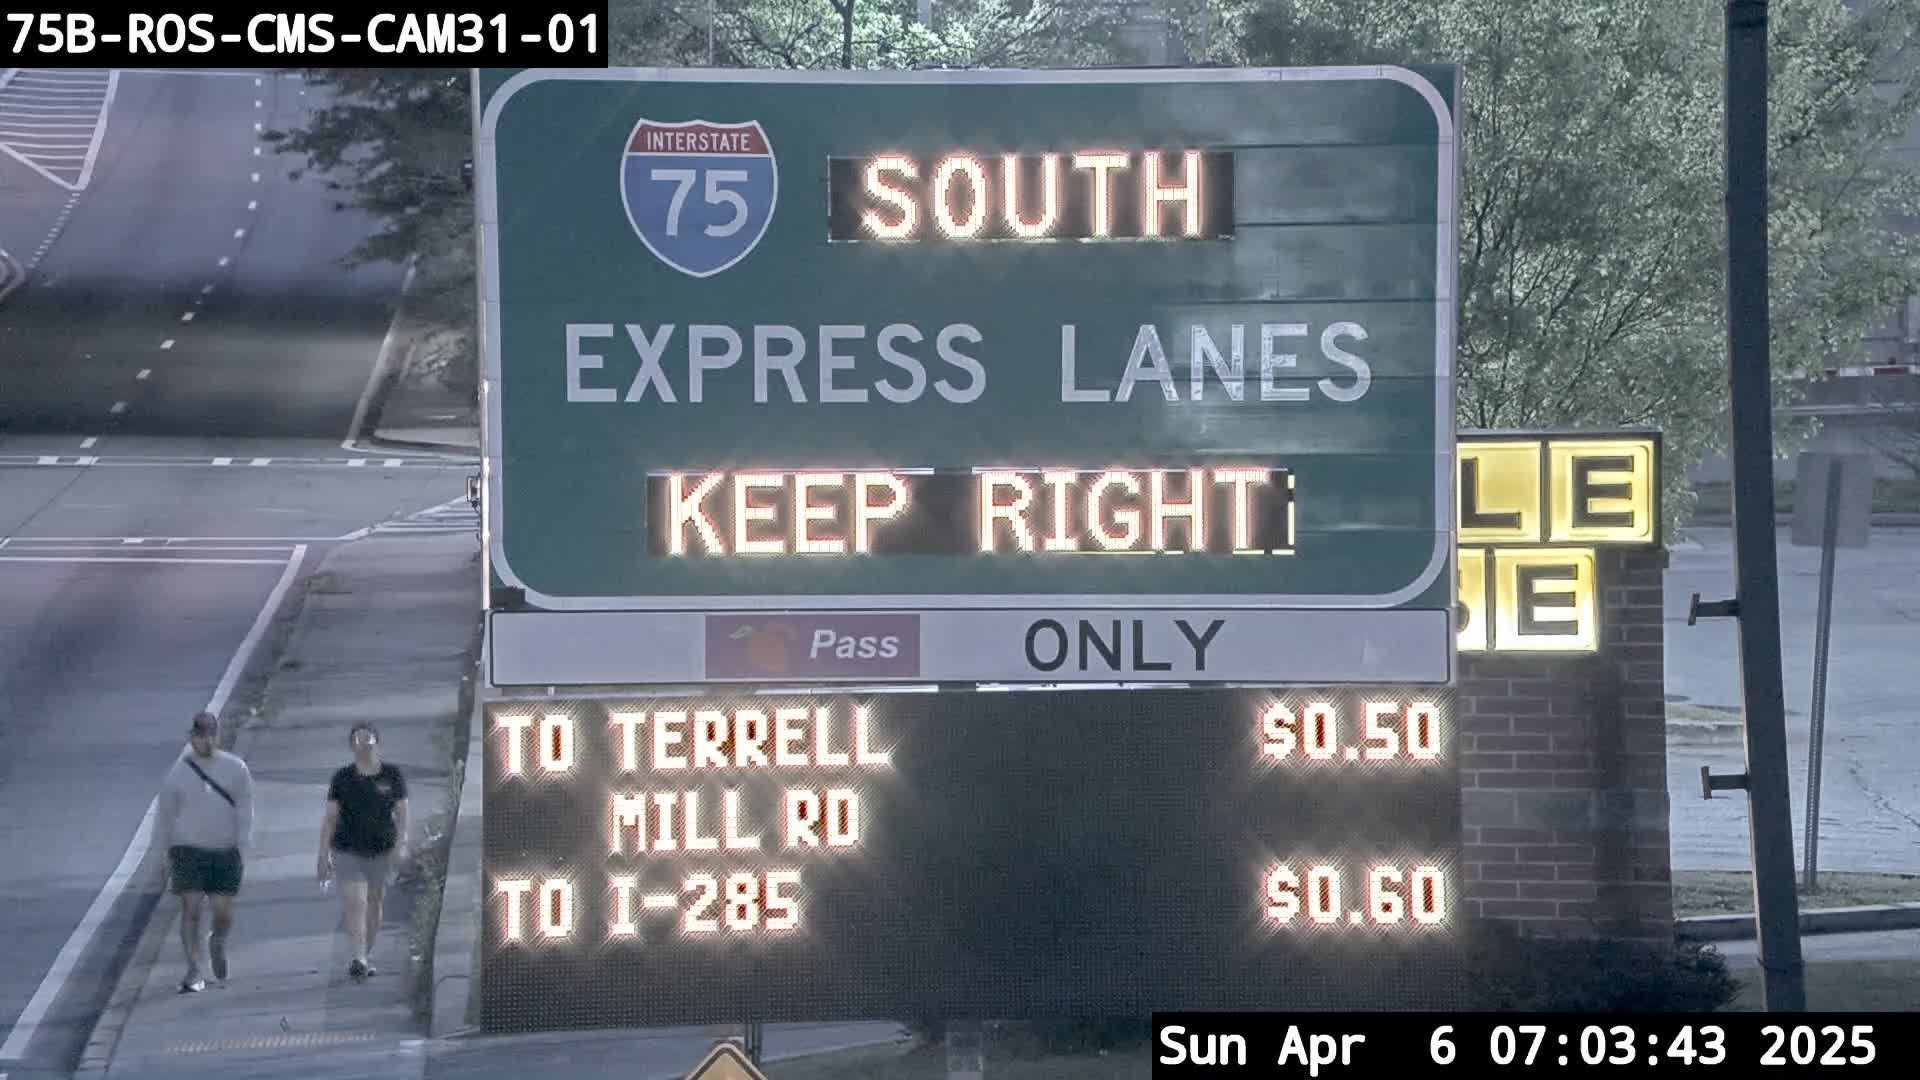 75B-ROS-CMS-CAM31-01
INTERSTATE
75
SOUTH
EXPRESS LANES
KEEP RIGHT
Pass ONLY
TO TERRELL $0.50
MILL RD
TO I-285 $0.60
LE
E
Sun Apr 6 07:03:43 2025